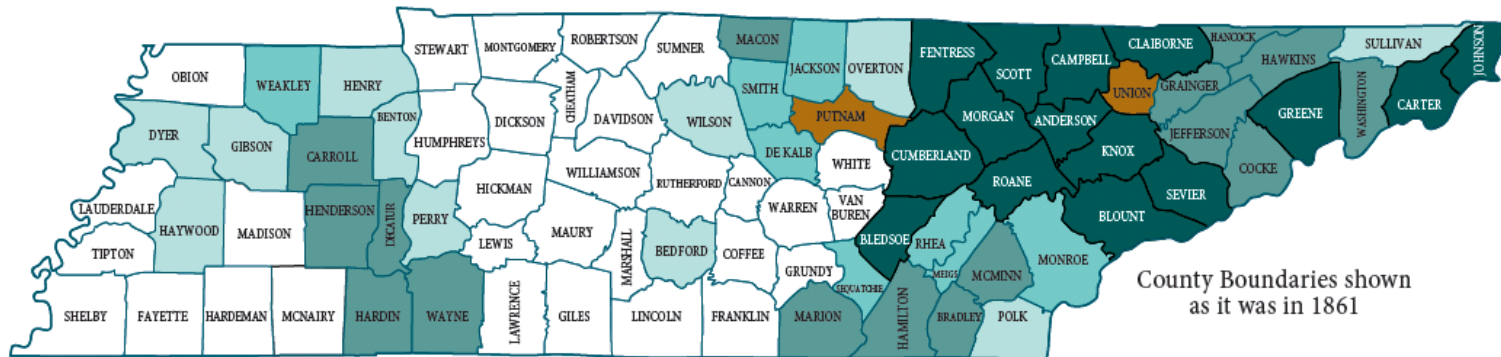 STEWART
MONTGOMERY
ROBERTSON
SUMNER
MACON
JACKSON
OVERTON
FENTRESS
SCOTT
CAMPBELL
CLAIBORNE
HANCOCK
HAWKINS
SULLIVAN
JOHNSON
OBION
WEAKLEY
HENRY
CHEATHAM
SMITH
UNION
GRAINGER
WASHINGTON
CARTER
GREENE
BENTON
DICKSON
DAVIDSON
WILSON
PUTNAM
MORGAN
ANDERSON
JEFFERSON
DYER
GIBSON
CARROLL
HUMPHREYS
DE KALB
WHITE
CUMBERLAND
KNOX
COCKE
WILLIAMSON
RUTHERFORD
CANNON
ROANE
SEVIER
LAUDERDALE
HAYWOOD
MADISON
HENDERSON
DECATUR
PERRY
HICKMAN
LEWIS
MAURY
MARSHALL
BEDFORD
COFFEE
WARREN
VAN
BUREN
BLEDSOE
RHEA
MEIGS
MCMINN
MONROE
BLOUNT
TIPTON
GRUNDY
SEQUATCHIE
County Boundaries shown
as it was in 1861
SHELBY
FAYETTE
HARDEMAN
MCNAIRY
HARDIN
WAYNE
LAWRENCE
GILES
LINCOLN
FRANKLIN
MARION
HAMILTON
BRADLEY
POLK